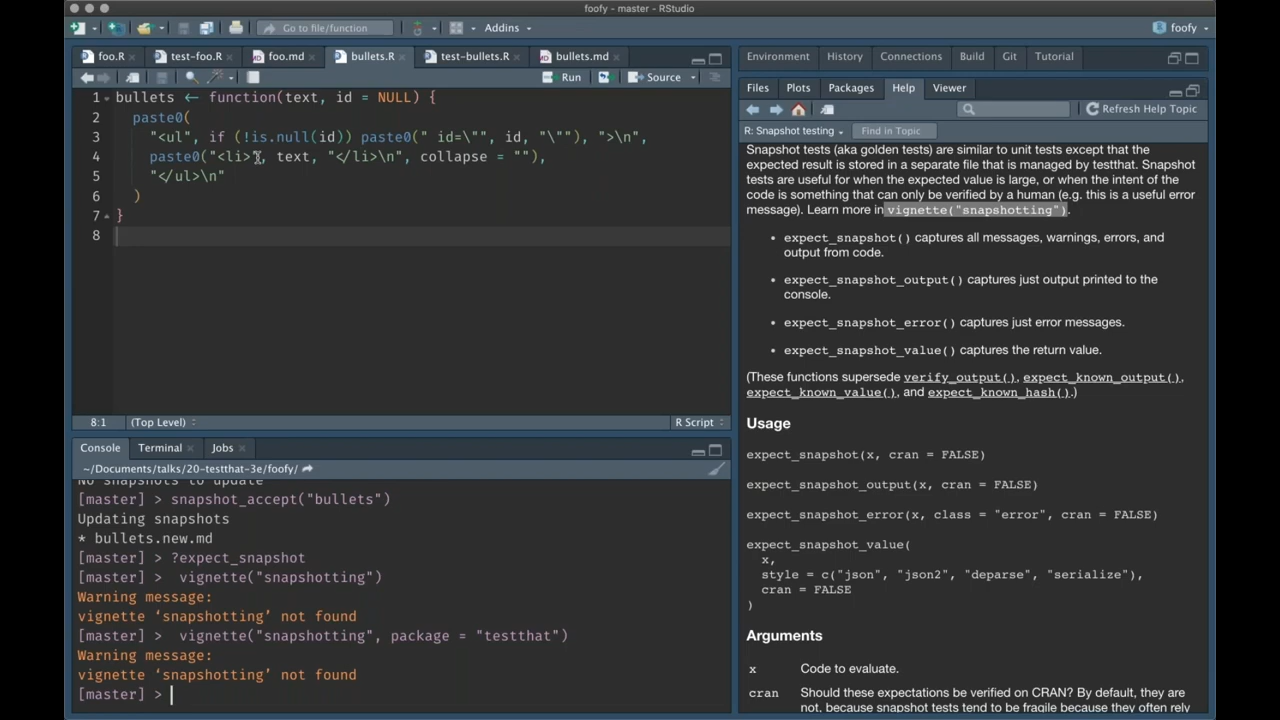 foofy - master - RStudio
Go to file/function
Addins
foofy
foo.R
test-foo.R
foo.md
bullets.R
test-bullets.R
bullets.md
Run
Source
1 bullets <- function(text, id = NULL) {
2 paste0(
3 "<ul", if (!is.null(id)) paste0(" id=\"", id, "\""), ">\n",
4 paste0("<li>", text, "</li>\n", collapse = ""),
5 "</ul>\n"
6 )
7 }
8
8:1
(Top Level)
R Script
Console
Terminal
Jobs
~/Documents/talks/20-testthat-3e/foofy/
No snapshots to update
[master] > snapshot_accept("bullets")
Updating snapshots
* bullets.new.md
[master] > ?expect_snapshot
[master] > vignette("snapshotting")
Warning message:
vignette ‘snapshotting’ not found
[master] > vignette("snapshotting", package = "testthat")
Warning message:
vignette ‘snapshotting’ not found
[master] >
Environment
History
Connections
Build
Git
Tutorial
Files
Plots
Packages
Help
Viewer
Refresh Help Topic
R: Snapshot testing
Find in Topic
Snapshot tests (aka golden tests) are similar to unit tests except that the
expected result is stored in a separate file that is managed by testthat. Snapshot
tests are useful for when the expected value is large, or when the intent of the
code is something that can only be verified by a human (e.g. this is a useful error
message). Learn more in vignette("snapshotting").
• expect_snapshot() captures all messages, warnings, errors, and
output from code.
• expect_snapshot_output() captures just output printed to the
console.
• expect_snapshot_error() captures just error messages.
• expect_snapshot_value() captures the return value.
(These functions supersede verify_output(), expect_known_output(),
expect_known_value(), and expect_known_hash().)
Usage
expect_snapshot(x, cran = FALSE)
expect_snapshot_output(x, cran = FALSE)
expect_snapshot_error(x, class = "error", cran = FALSE)
expect_snapshot_value(
x,
style = c("json", "json2", "deparse", "serialize"),
cran = FALSE
)
Arguments
x Code to evaluate.
cran Should these expectations be verified on CRAN? By default, they are
not, because snapshot tests tend to be fragile because they often rely